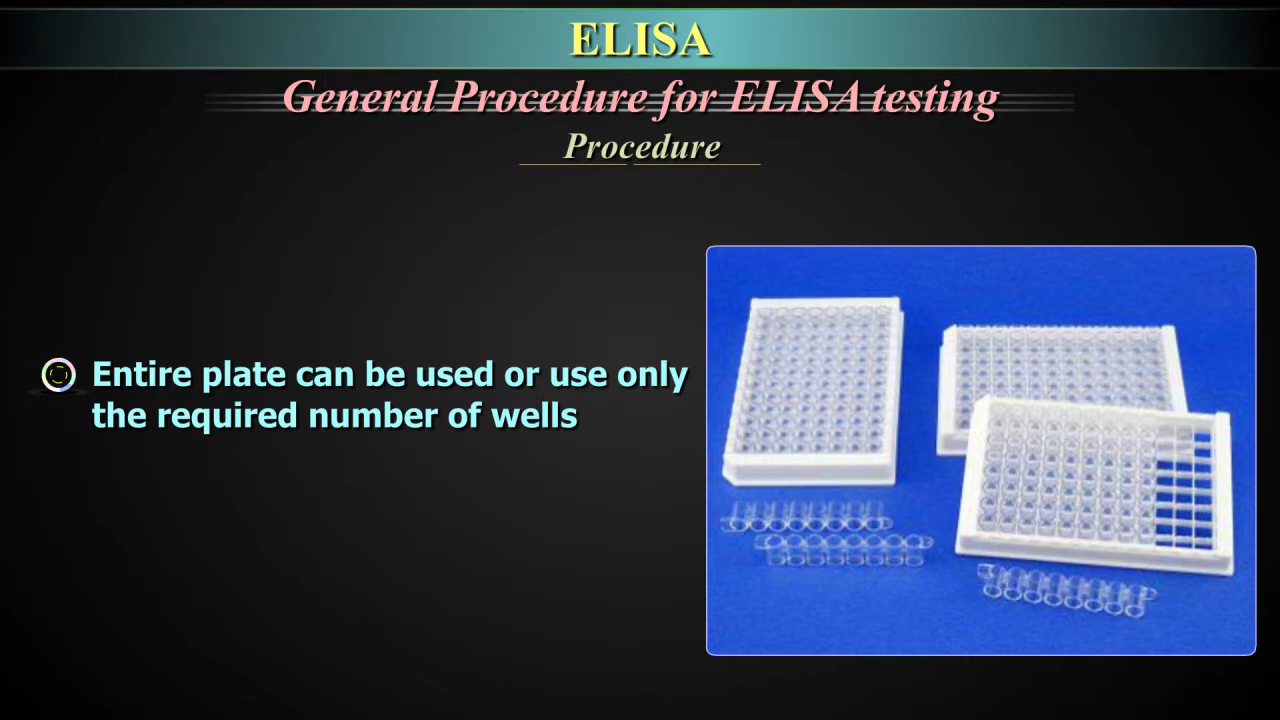 ELISA
General Procedure for ELISA testing
Procedure
Entire plate can be used or use only
the required number of wells